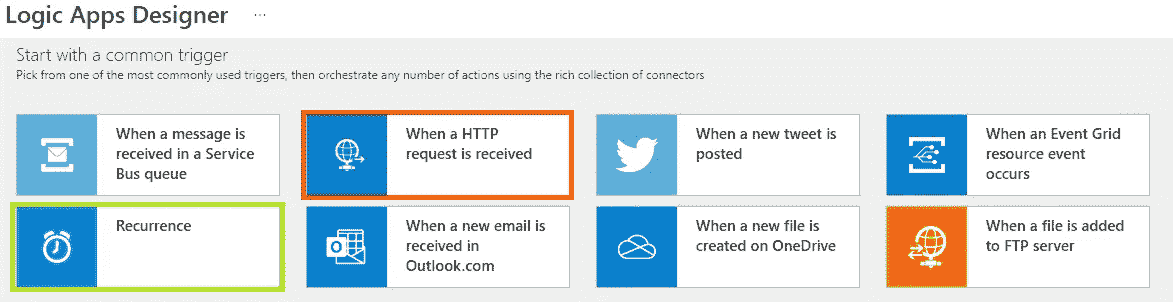 Logic Apps Designer ...
Start with a common trigger
Pick from one of the most commonly used triggers, then orchestrate any number of actions using the rich collection of connectors
When a message is
received in a Service
Bus queue
When a HTTP
request is received
When a new tweet is
posted
When an Event Grid
resource event
occurs
Recurrence
When a new email is
received in
Outlook.com
When a new file is
created on OneDrive
When a file is added
to FTP server